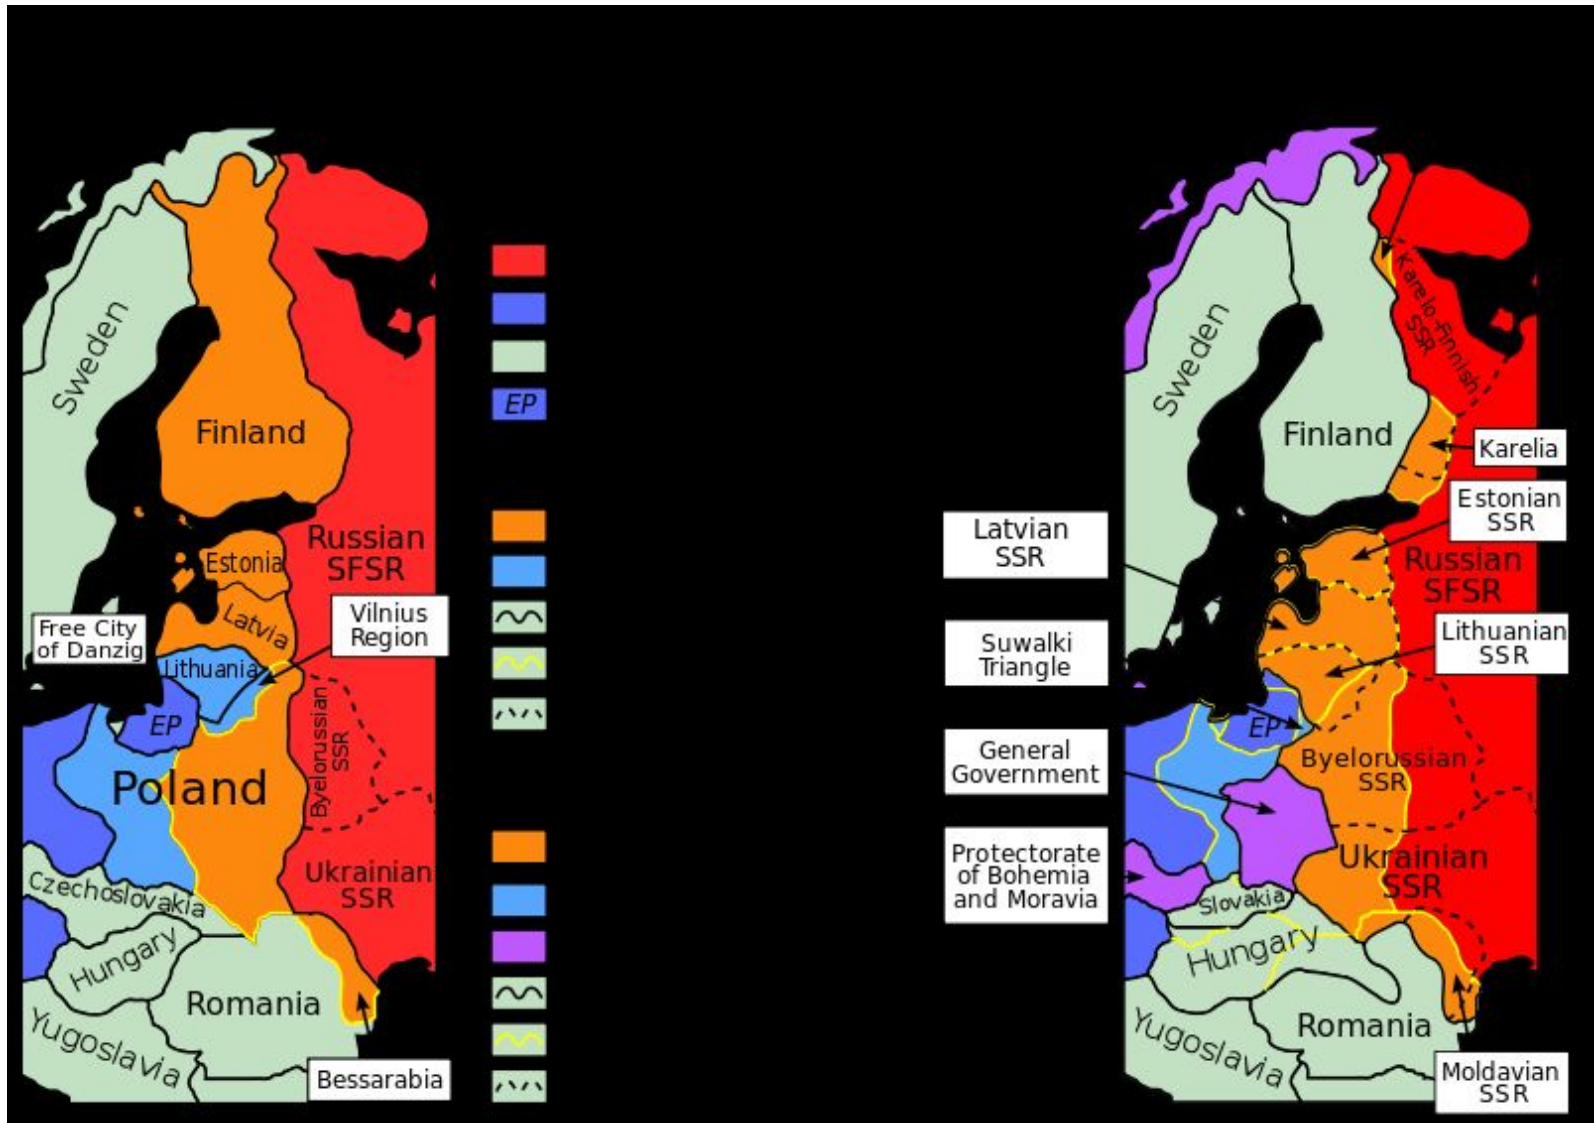 Sweden
Finland
Estonia
Russian
SFSR
Latvia
Vilnius
Region
Free City
of Danzig
Lithuania
EP
Byelorussian
SSR
Poland
Ukrainian
SSR
Czechoslovakia
Hungary
Romania
Yugoslavia
Bessarabia
EP
Sweden
Finland
Karelo-Finnish
SSR
Karelia
Estonian
SSR
Latvian
SSR
Russian
SFSR
Lithuanian
SSR
Suwalki
Triangle
EP
General
Government
Byelorussian
SSR
Protectorate
of Bohemia
and Moravia
Ukrainian
SSR
Slovakia
Hungary
Romania
Yugoslavia
Moldavian
SSR